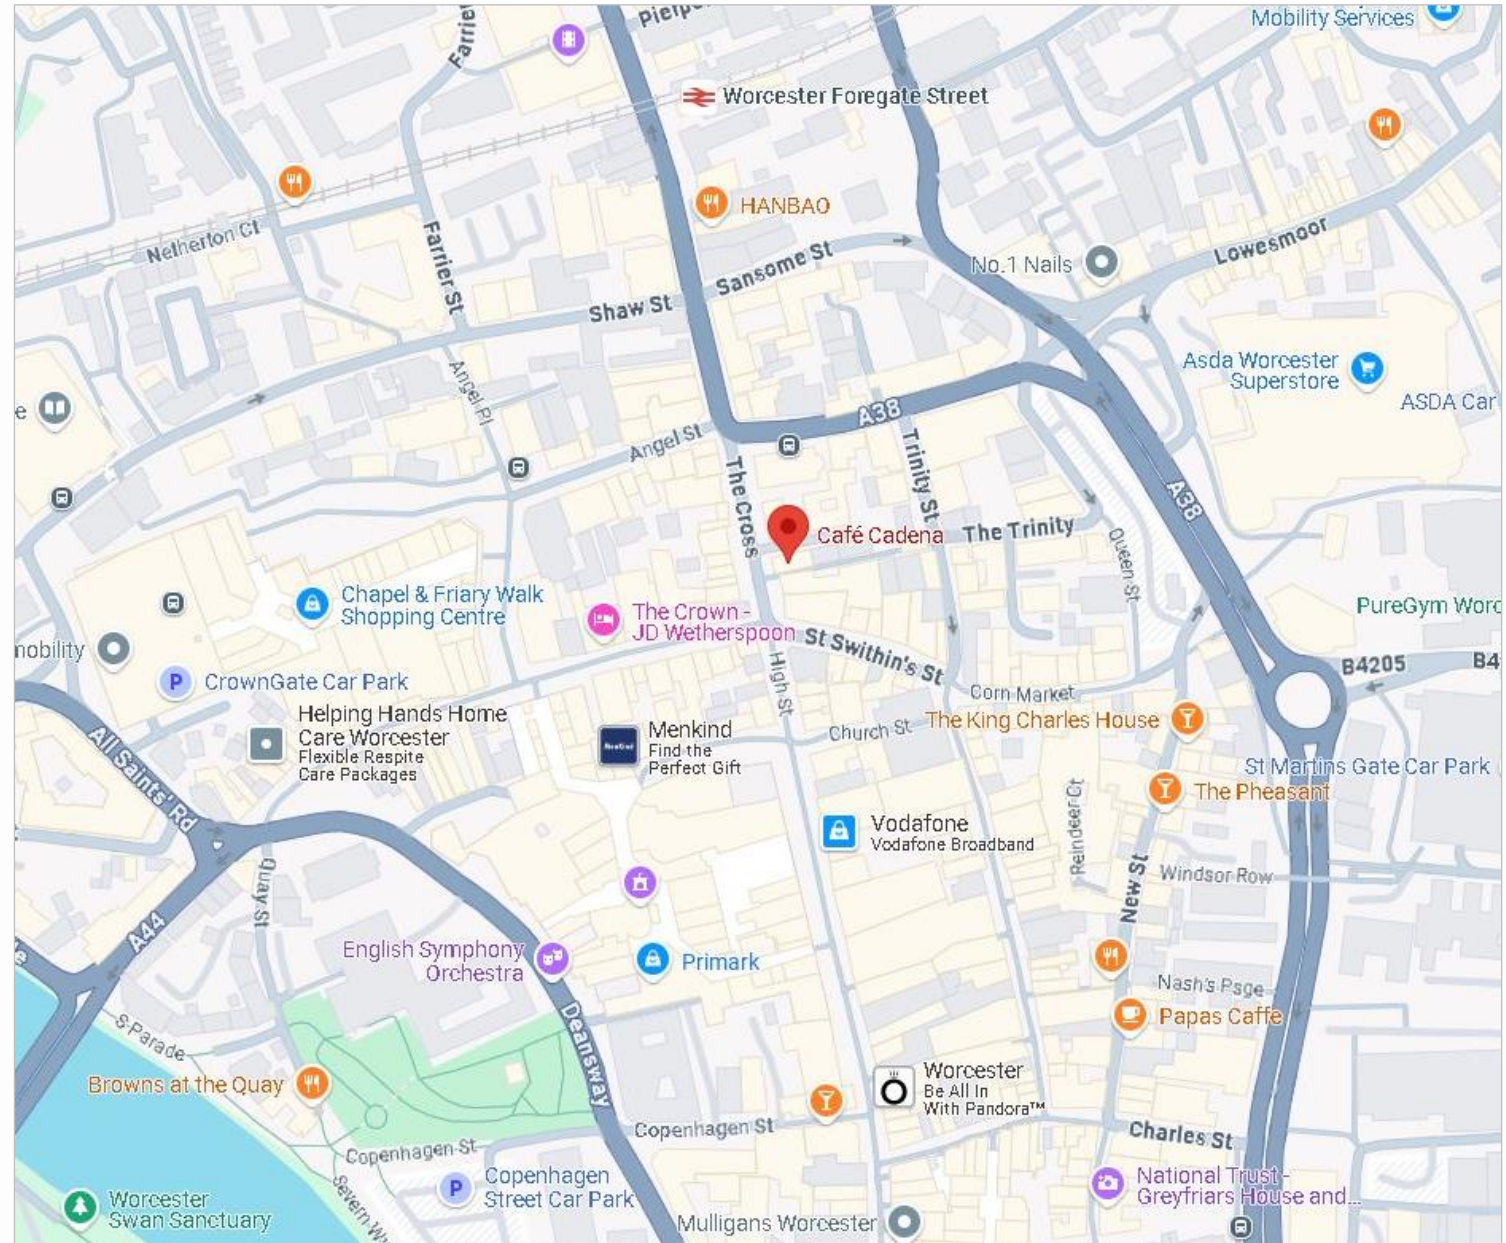 Mobility Services
Farrie
Worcester Foregate Street
HANBAO
Netherton Ct
Farrier St
Sansome St
Lowesmoor
No.1 Nails
Shaw St
Asda Worcester
Superstore
Angel Pl
e
ASDA Car
A38
Angel St
The Cross
Trinity St
A38
Café Cadena
The Trinity
Queen St
Chapel & Friary Walk
Shopping Centre
The Crown -
JD Wetherspoon
PureGym Worc
St Swithin's St
nobility
High St
B4205
B4
P
CrownGate Car Park
Corn Market
Helping Hands Home
Care Worcester
Flexible Respite
Care Packages
Menkind
Find the
Perfect Gift
Church St
The King Charles House
All Saints' Rd
St Martins Gate Car Park
The Pheasant
Vodafone
Vodafone Broadband
Reindeer Ct
Quay St
New St
Windsor Row
A44
English Symphony
Orchestra
Primark
Nash's Psge
Papas Caffe
S Parade
Deansway
Browns at the Quay
Worcester
Be All In
With Pandora™
Copenhagen St
Charles St
Copenhagen St
P
Copenhagen
Street Car Park
National Trust -
Greyfriars House and...
Worcester
Swan Sanctuary
Severn W
Mulligans Worcester